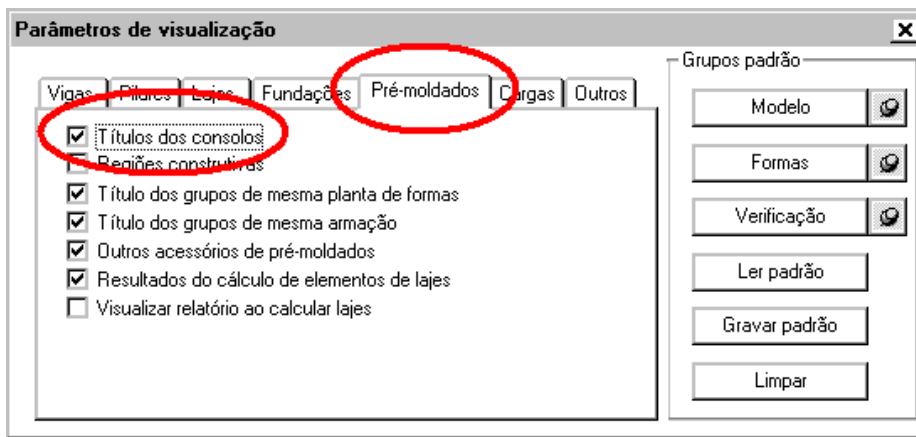 Parâmetros de visualização
Vigas Pilares Lajes Fundações Pré-moldados Cargas Outros
Títulos dos consolos
Regiões construtivas
Título dos grupos de mesma planta de formas
Título dos grupos de mesma armação
Outros acessórios de pré-moldados
Resultados do cálculo de elementos de lajes
Visualizar relatório ao calcular lajes
Grupos padrão
Modelo
Formas
Verificação
Ler padrão
Gravar padrão
Limpar